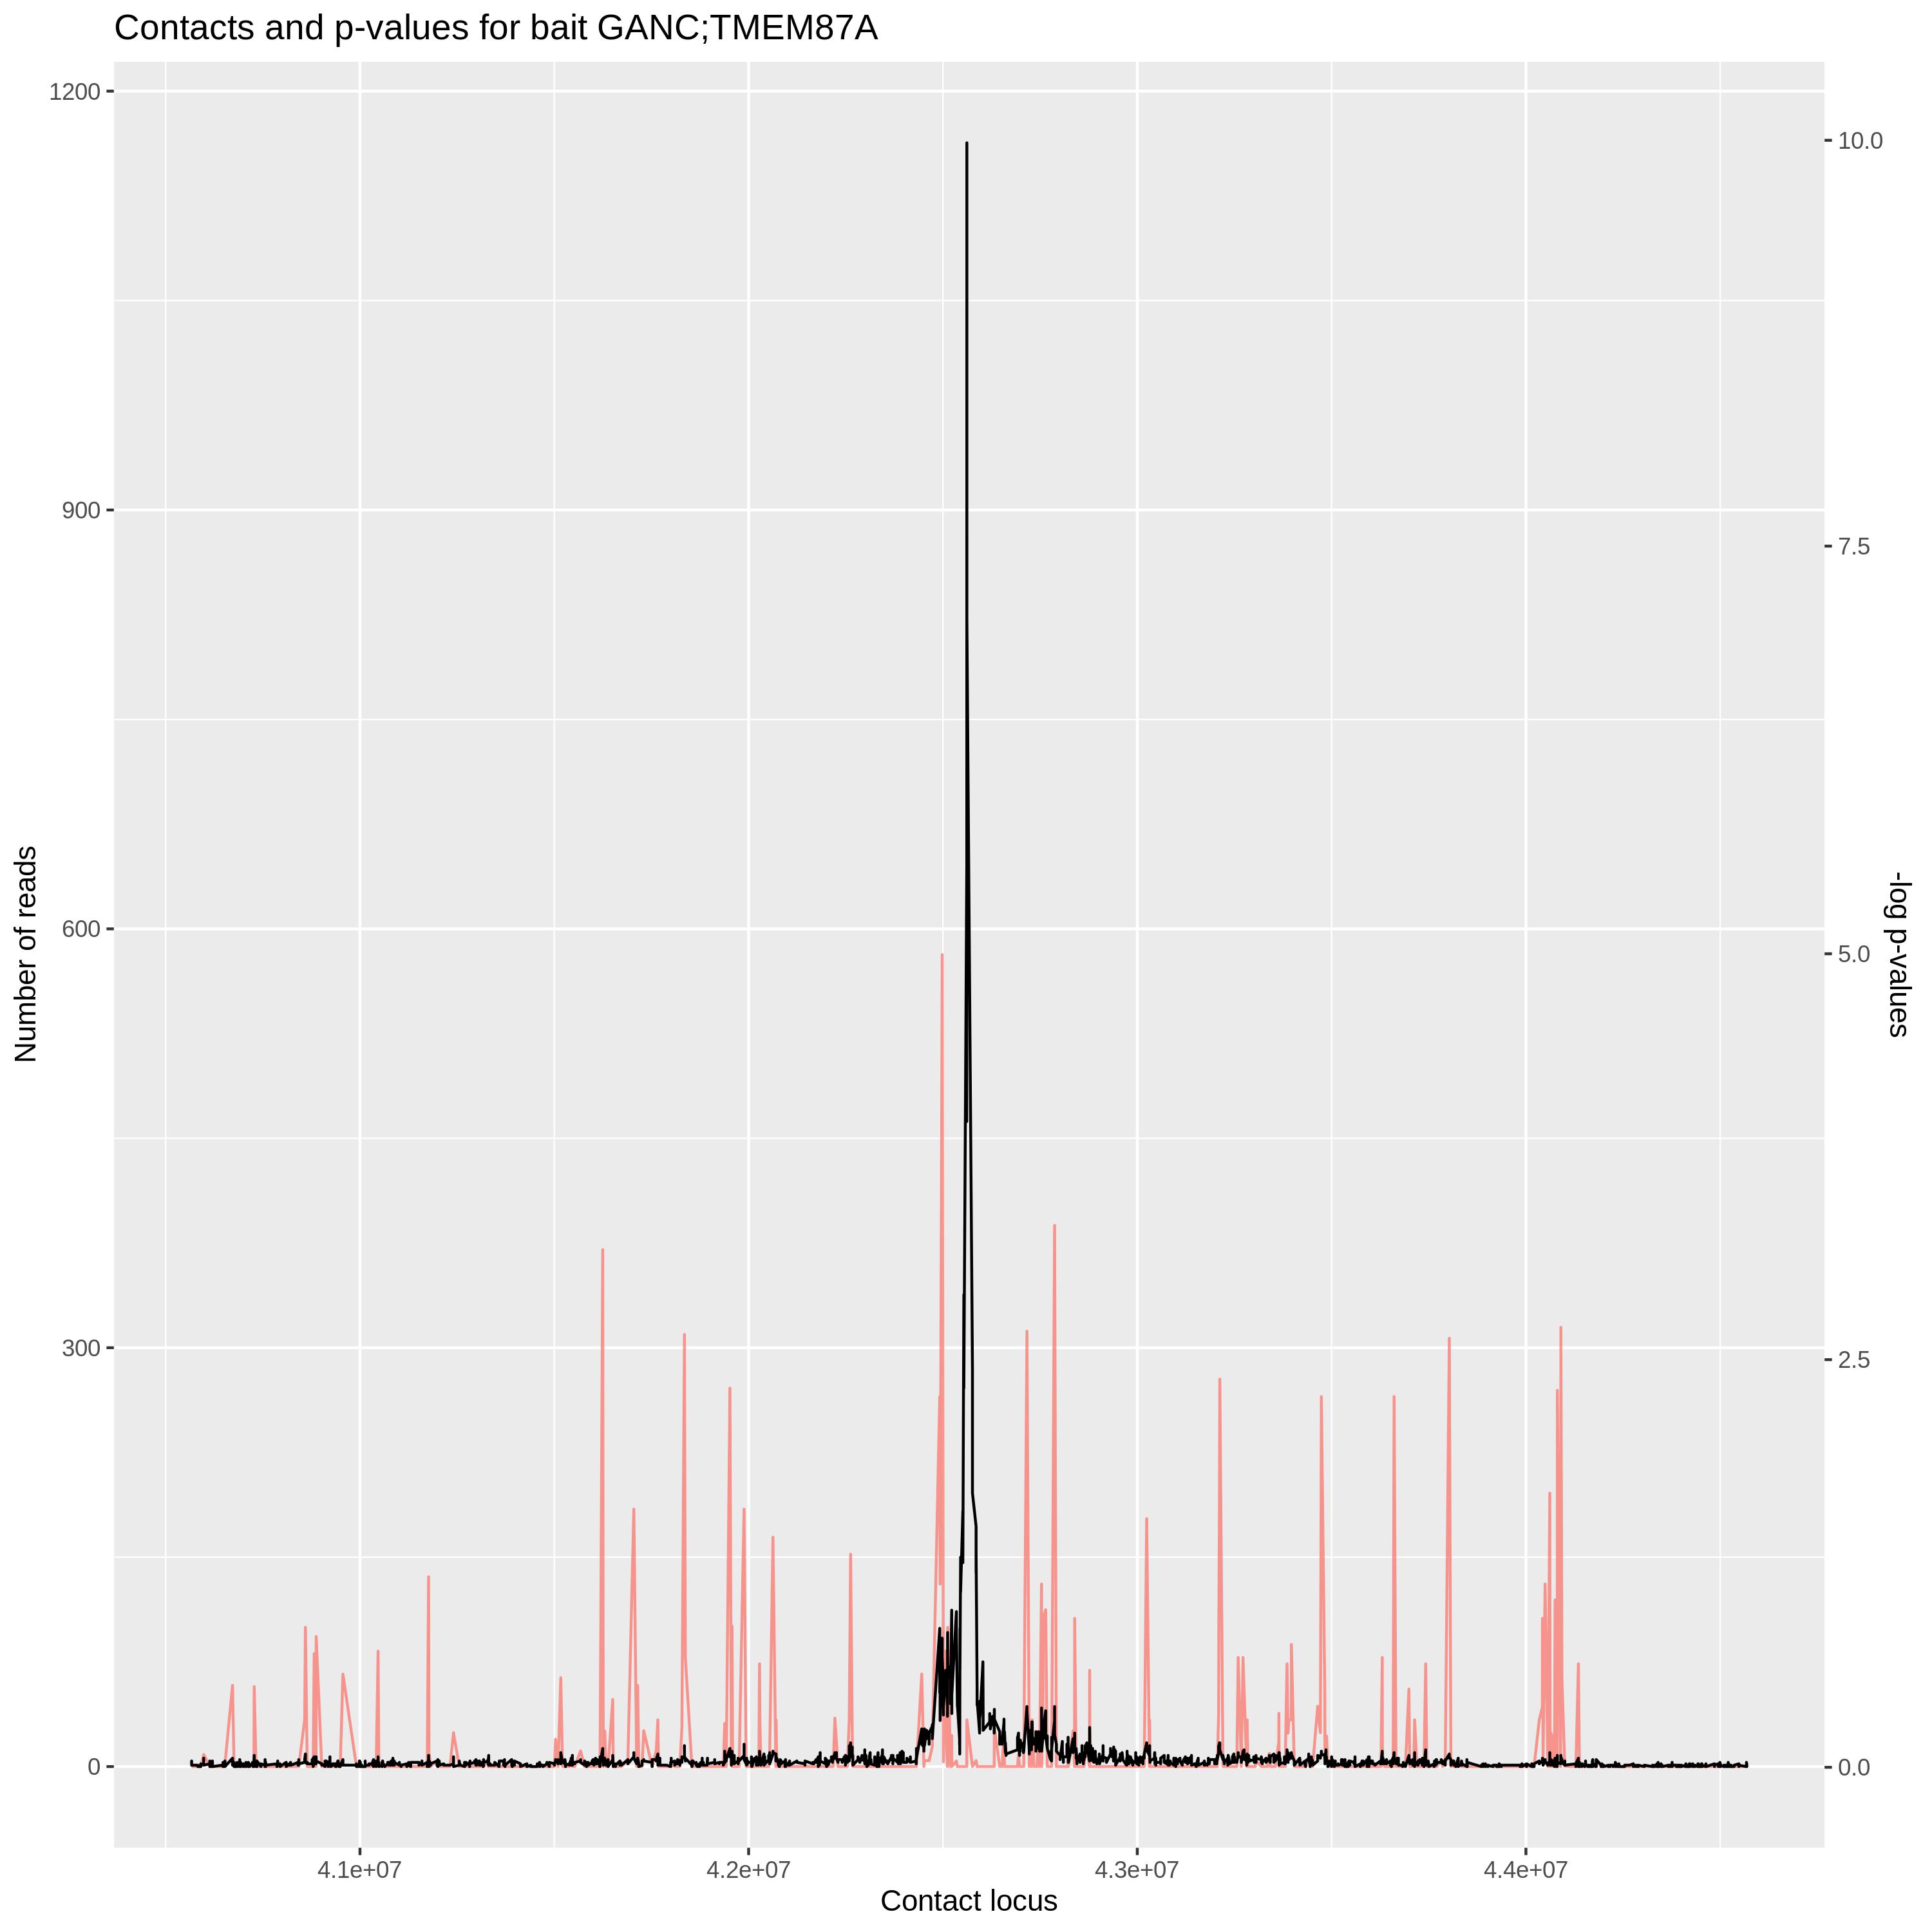 Contacts and p-values for bait GANC;TMEM87A
1200
900
600
300
0
Number of reads
10.0
7.5
5.0
2.5
0.0
-log p-values
4.1e+07
4.2e+07
4.3e+07
4.4e+07
Contact locus